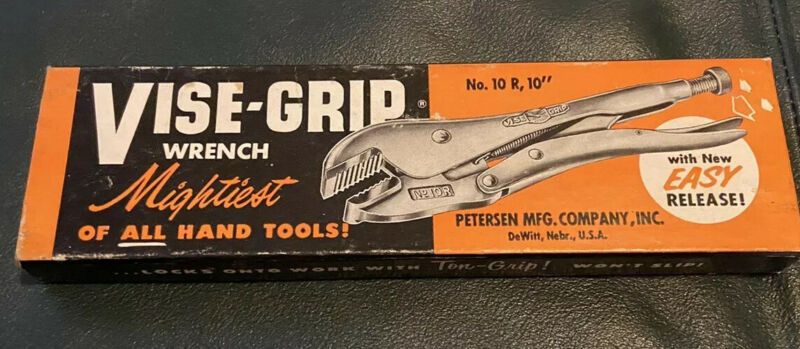 VISE-GRIP®
WRENCH
Mightiest
OF ALL HAND TOOLS!
No. 10 R, 10"
VISE GRIP
No 10R
with New
EASY
RELEASE!
PETERSEN MFG. COMPANY, INC.
DeWitt, Nebr., U.S.A.
...LOCKS ONTO WORK WITH Ton-Grip! WON'T SLIP!